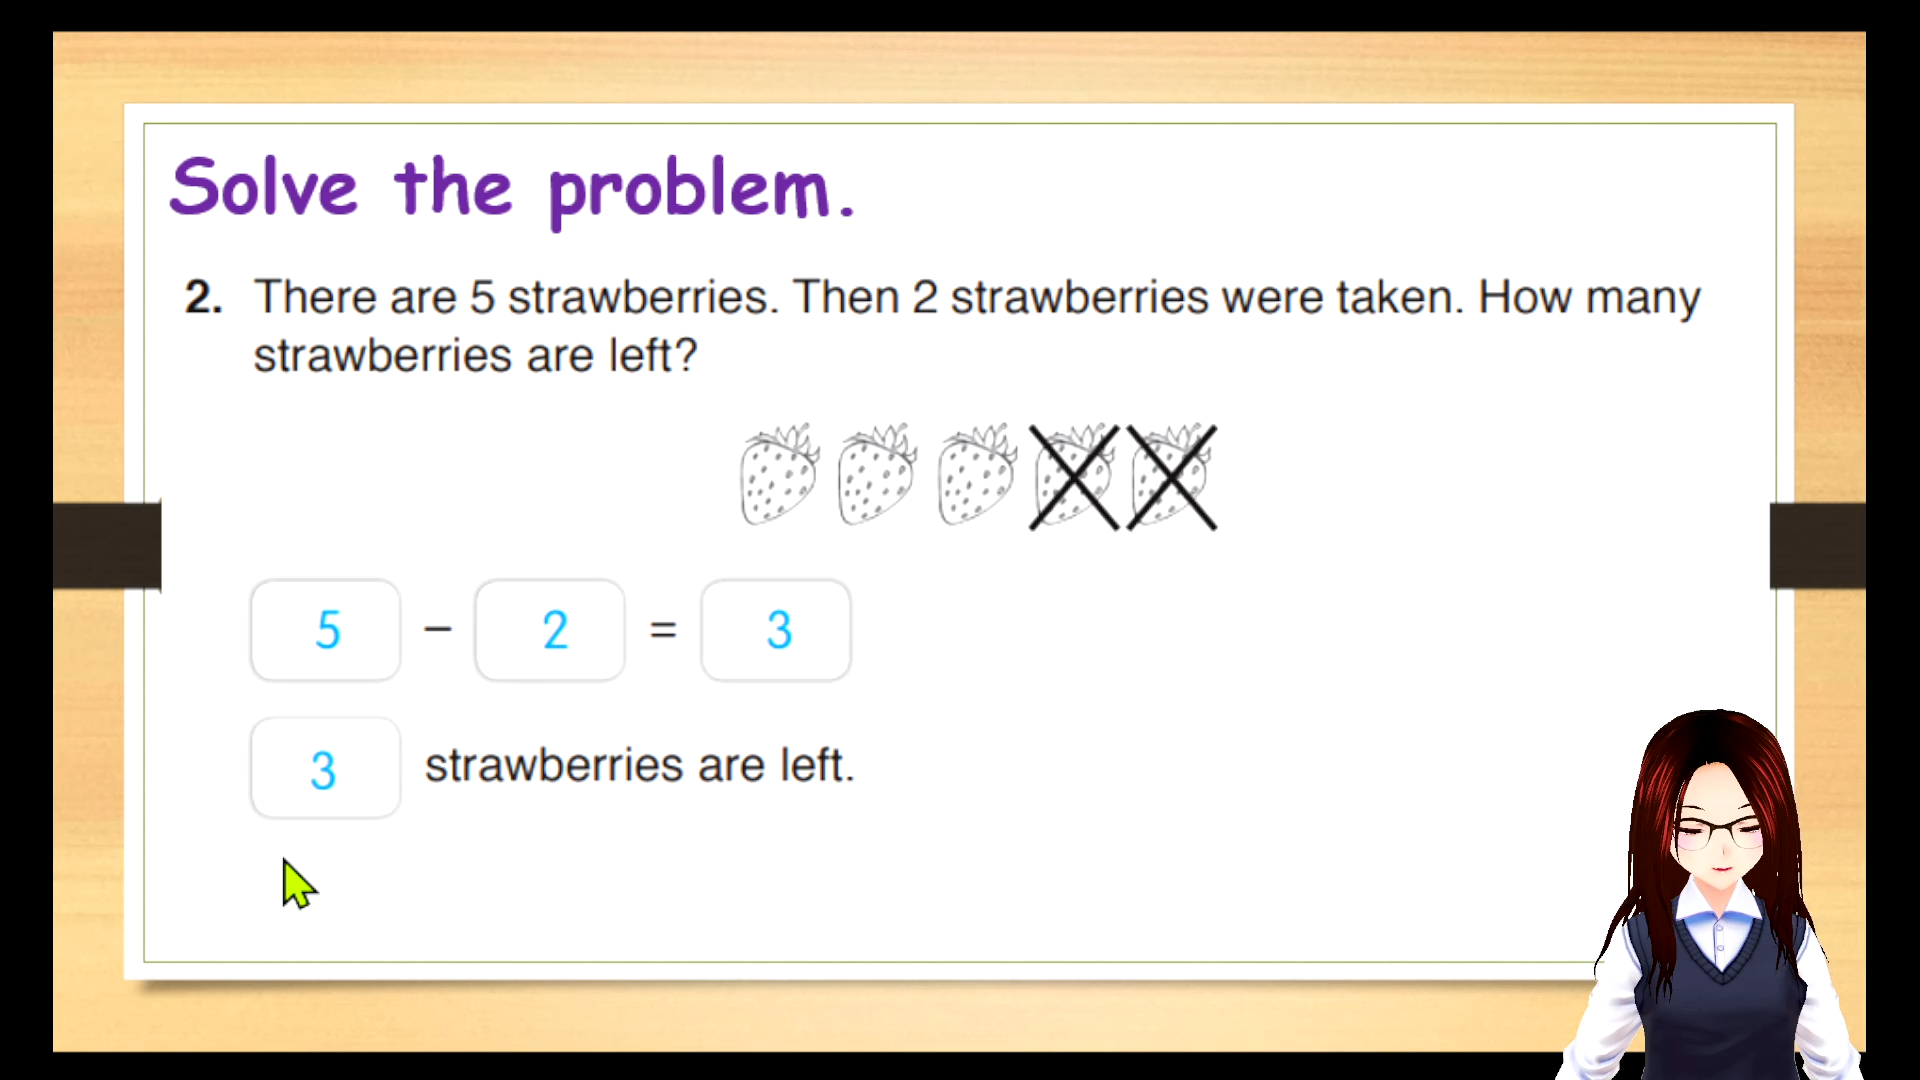 Solve the problem.
2. There are 5 strawberries. Then 2 strawberries were taken. How many
strawberries are left?
5 – 2 = 3
3 strawberries are left.